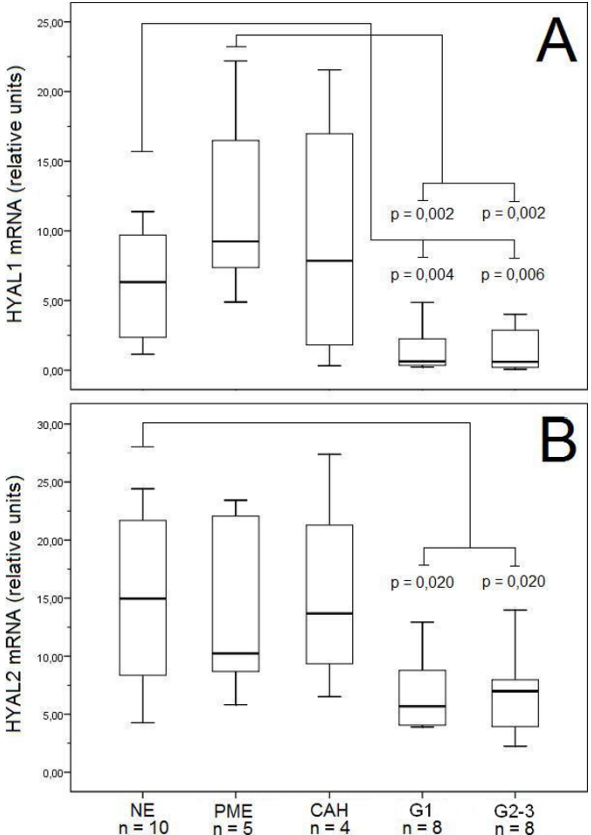 A
HYAL1 mRNA (relative units)
25,00
20,00
15,00
10,00
5,00
0,00
p = 0,002 p = 0,002
p = 0,004 p = 0,006
B
HYAL2 mRNA (relative units)
30,00
25,00
20,00
15,00
10,00
5,00
0,00
p = 0,020 p = 0,020
NE PME CAH G1 G2-3
n = 10 n = 5 n = 4 n = 8 n = 8